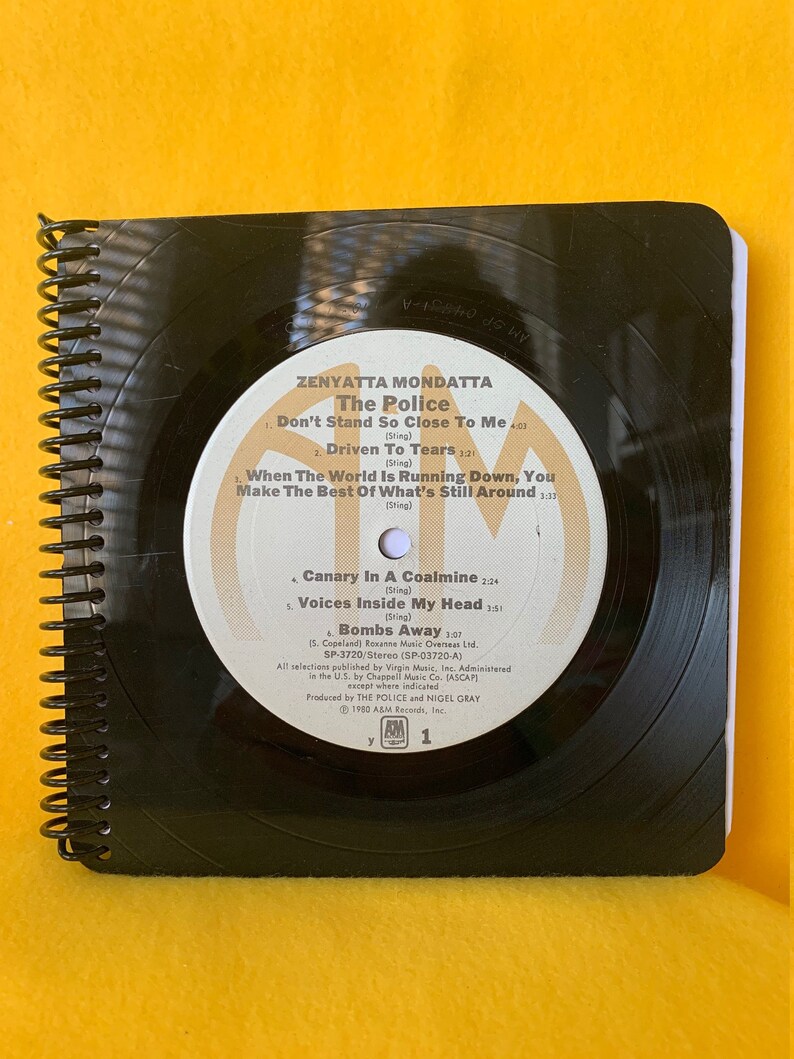 ZENYATTA MONDATTA
The Police
1. Don't Stand So Close To Me 4:03
(Sting)
2. Driven To Tears 3:21
(Sting)
3. When The World Is Running Down, You
Make The Best Of What's Still Around 3:33
(Sting)
4. Canary In A Coalmine 2:24
(Sting)
5. Voices Inside My Head 3:51
(Sting)
6. Bombs Away 3:07
(S. Copeland) Roxanne Music Overseas Ltd.
SP-3720/Stereo (SP-03720-A)
All selections published by Virgin Music, Inc. Administered
in the U.S. by Chappell Music Co. (ASCAP)
except where indicated
Produced by THE POLICE and NIGEL GRAY
℗ 1980 A&M Records, Inc.
y A&M RECORDS 1
A&M